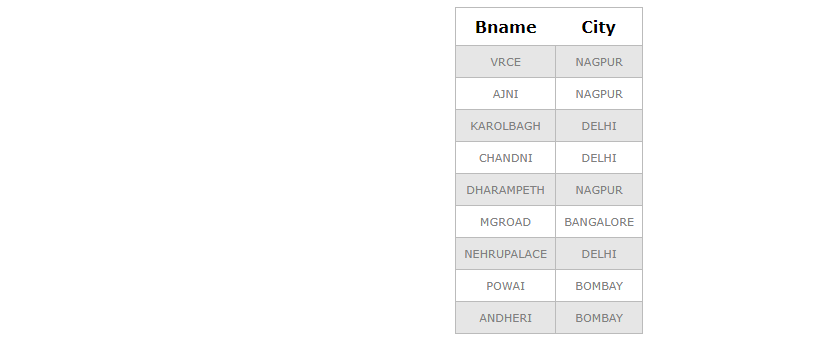 Bname City
VRCE NAGPUR
AJNI NAGPUR
KAROLBAGH DELHI
CHANDNI DELHI
DHARAMPETH NAGPUR
MGROAD BANGALORE
NEHRUPALACE DELHI
POWAI BOMBAY
ANDHERI BOMBAY